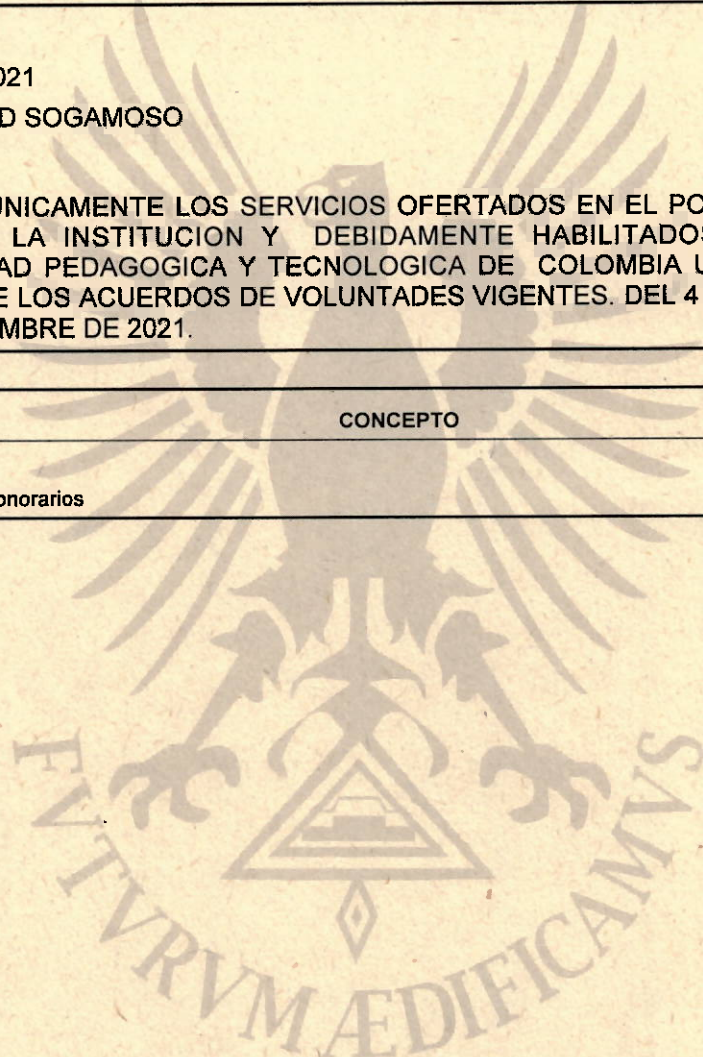 021
D SOGAMOSO
UNICAMENTE LOS SERVICIOS OFERTADOS EN EL PO
LA INSTITUCION Y DEBIDAMENTE HABILITADOS
AD PEDAGOGICA Y TECNOLOGICA DE COLOMBIA U
E LOS ACUERDOS DE VOLUNTADES VIGENTES. DEL 4
MBRE DE 2021.
CONCEPTO
onorarios
FVTVRVM ÆDIFICAMVS